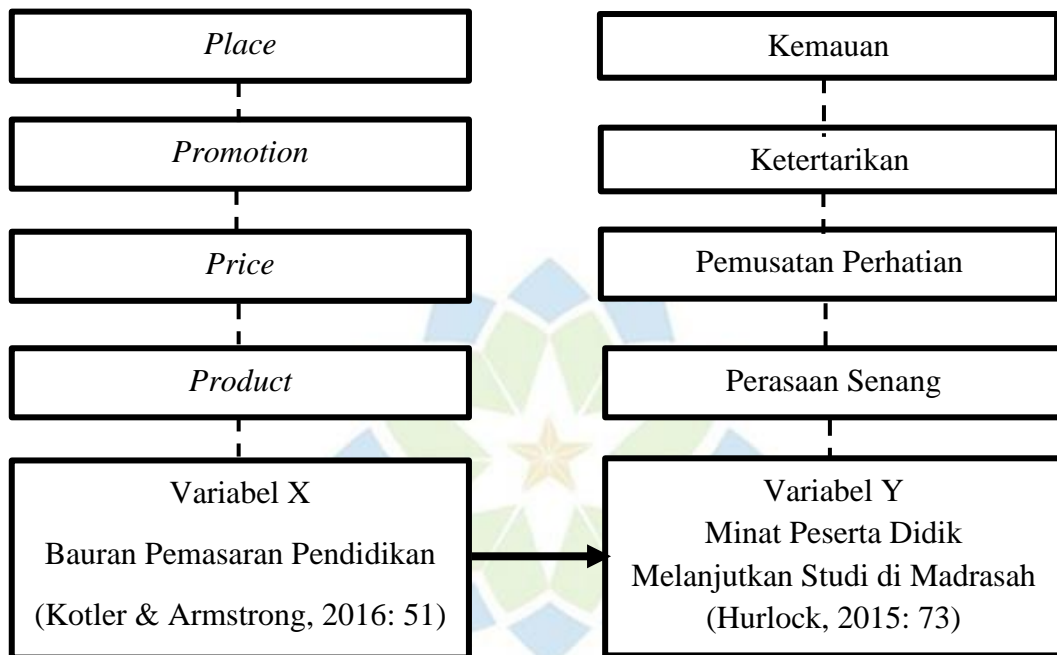 Place
Promotion
Price
Product
Variabel X
Bauran Pemasaran Pendidikan
(Kotler & Armstrong, 2016: 51)
Kemauan
Ketertarikan
Pemusatan Perhatian
Perasaan Senang
Variabel Y
Minat Peserta Didik
Melanjutkan Studi di Madrasah
(Hurlock, 2015: 73)